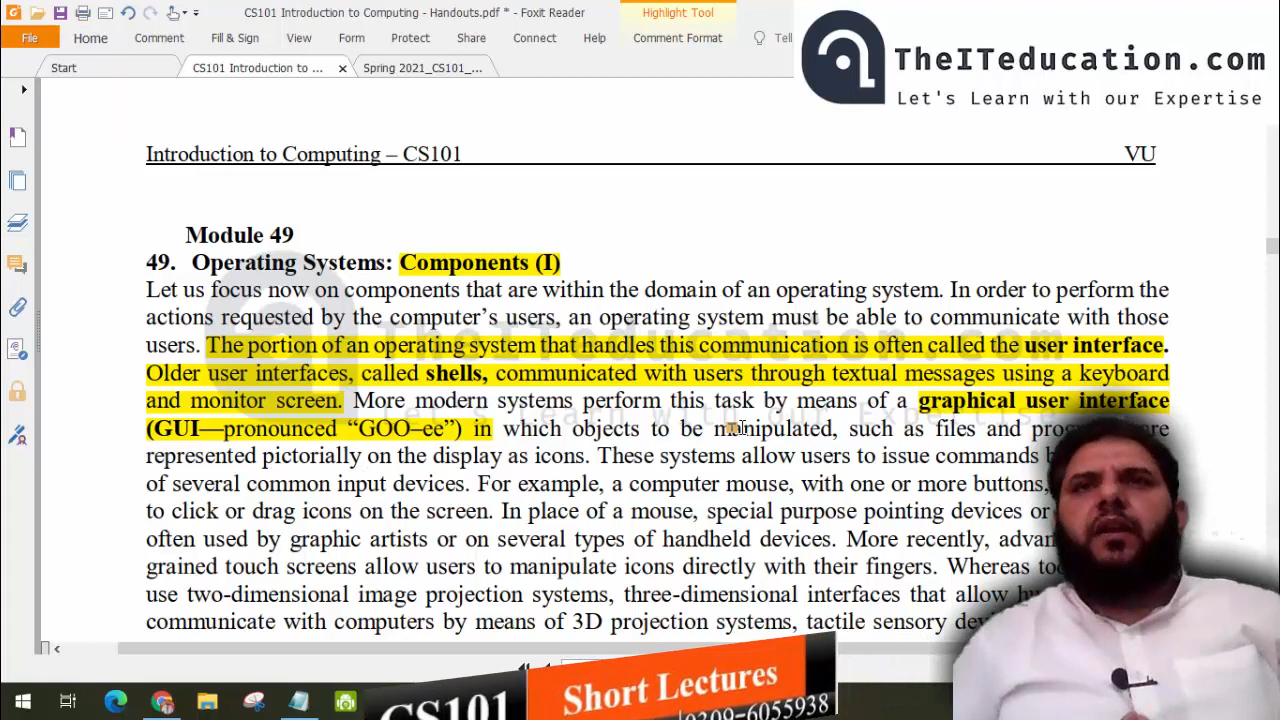 CS101 Introduction to Computing - Handouts.pdf * - Foxit Reader
Highlight Tool
File Home Comment Fill & Sign View Form Protect Share Connect Help Comment Format Tell
Start CS101 Introduction to ... Spring 2021_CS101_...
TheITeducation.com
Let's Learn with our Expertise
Introduction to Computing – CS101 VU
Module 49
49. Operating Systems: Components (I)
Let us focus now on components that are within the domain of an operating system. In order to perform the
actions requested by the computer's users, an operating system must be able to communicate with those
users. The portion of an operating system that handles this communication is often called the user interface.
Older user interfaces, called shells, communicated with users through textual messages using a keyboard
and monitor screen. More modern systems perform this task by means of a graphical user interface
(GUI—pronounced “GOO–ee”) in which objects to be manipulated, such as files and
represented pictorially on the display as icons. These systems allow users to issue commands
of several common input devices. For example, a computer mouse, with one or more buttons,
to click or drag icons on the screen. In place of a mouse, special purpose pointing devices or
often used by graphic artists or on several types of handheld devices. More recently,
grained touch screens allow users to manipulate icons directly with their fingers. Whereas
use two-dimensional image projection systems, three-dimensional interfaces that allow
communicate with computers by means of 3D projection systems, tactile sensory
TheITeducation.com
Let's Learn with our Expertise
CS101
Short Lectures
0309-6055938